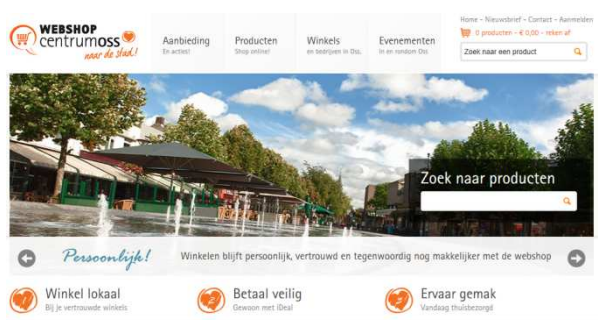 WEBSHOP
centrumoss
naar de stad.!
Aanbieding
En acties!
Producten
Shop online!
Winkels
en bedrijven in Oss.
Evenementen
In en rondom Oss
Home - Nieuwsbrief - Contact - Aanmelden
0 producten - € 0,00 - reken af
Zoek naar een product
Zoek naar producten
Persoonlijk!
Winkelen blijft persoonlijk, vertrouwd en tegenwoordig nog makkelijker met de webshop
1
Winkel lokaal
Bij je vertrouwde winkels
2
Betaal veilig
Gewoon met iDeal
3
Ervaar gemak
Vandaag thuisbezorgd